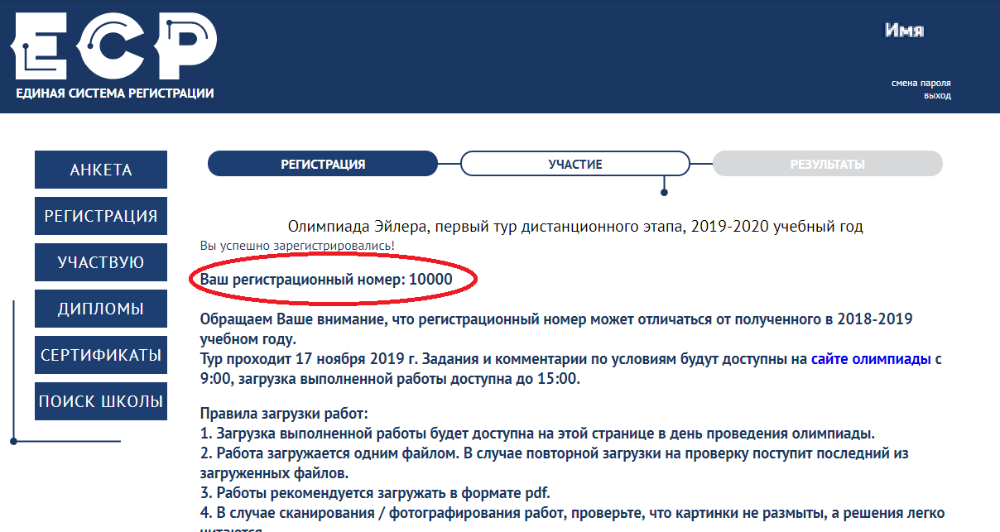 ЕСР
ЕДИНАЯ СИСТЕМА РЕГИСТРАЦИИ
Имя
смена пароля
выход
АНКЕТА
РЕГИСТРАЦИЯ
УЧАСТВУЮ
ДИПЛОМЫ
СЕРТИФИКАТЫ
ПОИСК ШКОЛЫ
РЕГИСТРАЦИЯ
УЧАСТИЕ
РЕЗУЛЬТАТЫ
Олимпиада Эйлера, первый тур дистанционного этапа, 2019-2020 учебный год
Вы успешно зарегистрировались!
Ваш регистрационный номер: 10000
Обращаем Ваше внимание, что регистрационный номер может отличаться от полученного в 2018-2019
учебном году.
Тур проходит 17 ноября 2019 г. Задания и комментарии по условиям будут доступны на сайте олимпиады с
9:00, загрузка выполненной работы доступна до 15:00.
Правила загрузки работ:
1. Загрузка выполненной работы будет доступна на этой странице в день проведения олимпиады.
2. Работа загружается одним файлом. В случае повторной загрузки на проверку поступит последний из
загруженных файлов.
3. Работы рекомендуется загружать в формате pdf.
4. В случае сканирования / фотографирования работ, проверьте, что картинки не размыты, а решения легко
читаются.